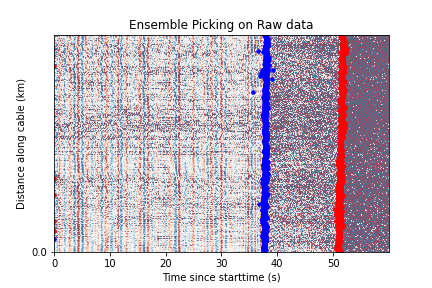 Ensemble Picking on Raw data
Distance along cable (km)
0.0
0 10 20 30 40 50
Time since starttime (s)